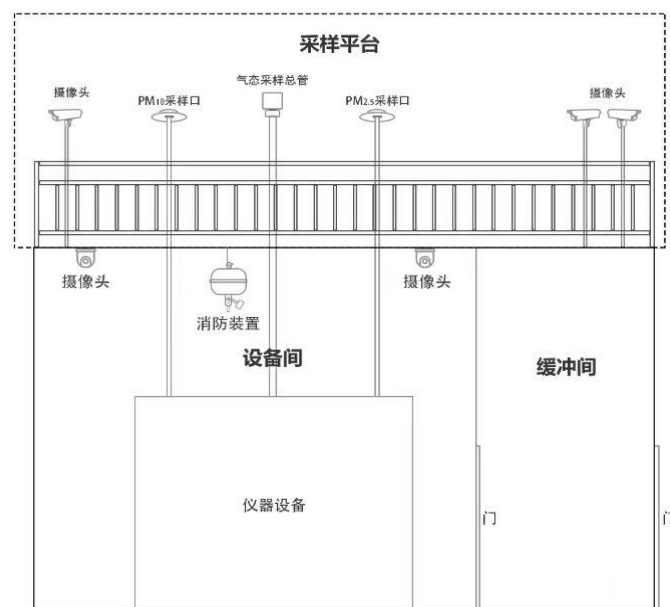 采样平台
气态采样总管
摄像头
PM10采样口
PM2.5采样口
摄像头
摄像头
摄像头
消防装置
设备间
缓冲间
仪器设备
门
门